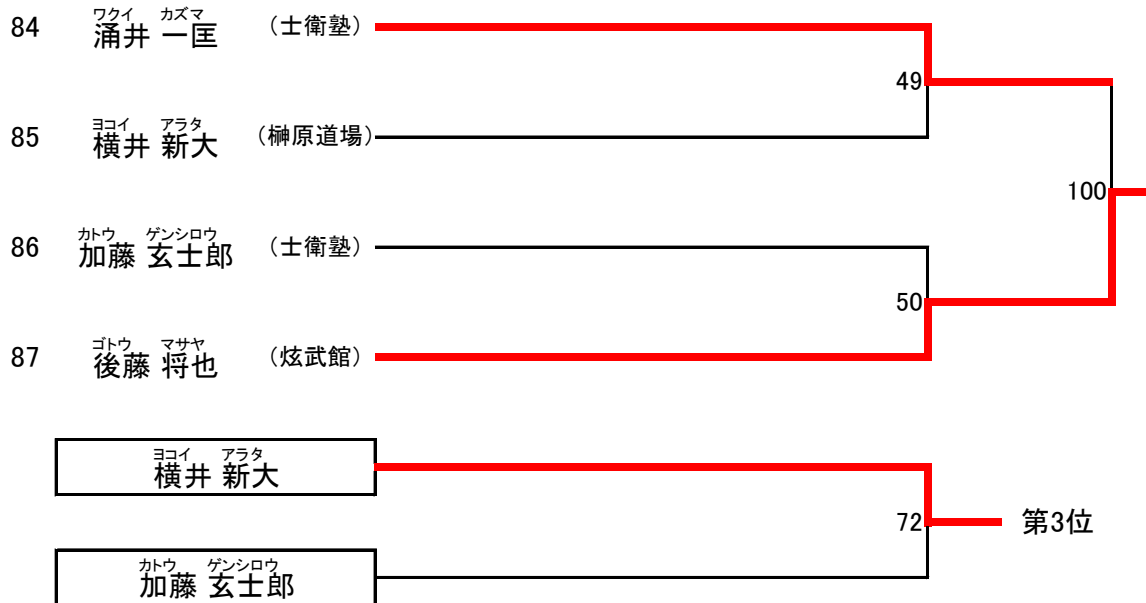 ワクイ カズマ
84 涌井 一匡 (士衛塾)
49
ヨコイ アラタ
85 横井 新大 (榊原道場)
100
カトウ ゲンシロウ
86 加藤 玄士郎 (士衛塾)
50
ゴトウ マサヤ
87 後藤 将也 (炫武館)
ヨコイ アラタ
横井 新大
72 第3位
カトウ ゲンシロウ
加藤 玄士郎